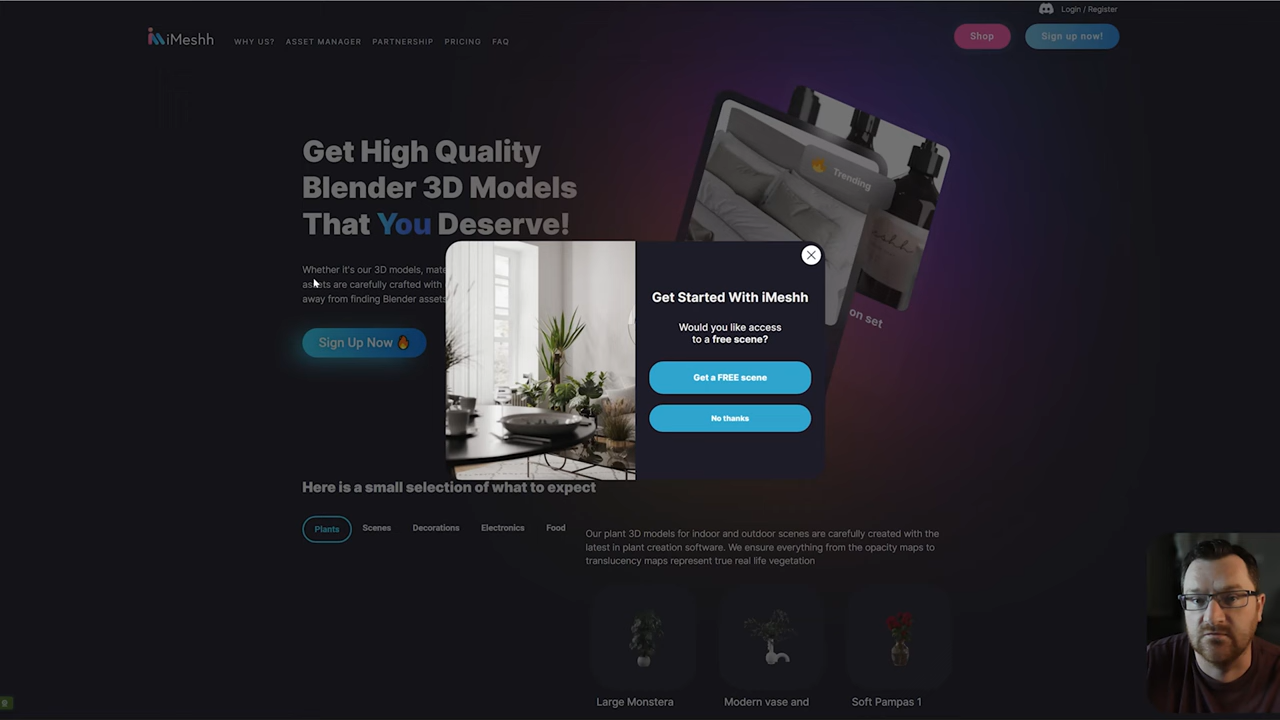 Login / Register
iMeshh
WHY US?
ASSET MANAGER
PARTNERSHIP
PRICING
FAQ
Shop
Sign up now!
Get High Quality
Blender 3D Models
That You Deserve!
Trending
on set
Whether it's our 3D models, mate
assets are carefully crafted with
away from finding Blender assets
Sign Up Now
Get Started With iMeshh
Would you like access
to a free scene?
Get a FREE scene
No thanks
Here is a small selection of what to expect
Plants
Scenes
Decorations
Electronics
Food
Our plant 3D models for indoor and outdoor scenes are carefully created with the
latest in plant creation software. We ensure everything from the opacity maps to
translucency maps represent true real life vegetation
Large Monstera
Modern vase and
Soft Pampas 1